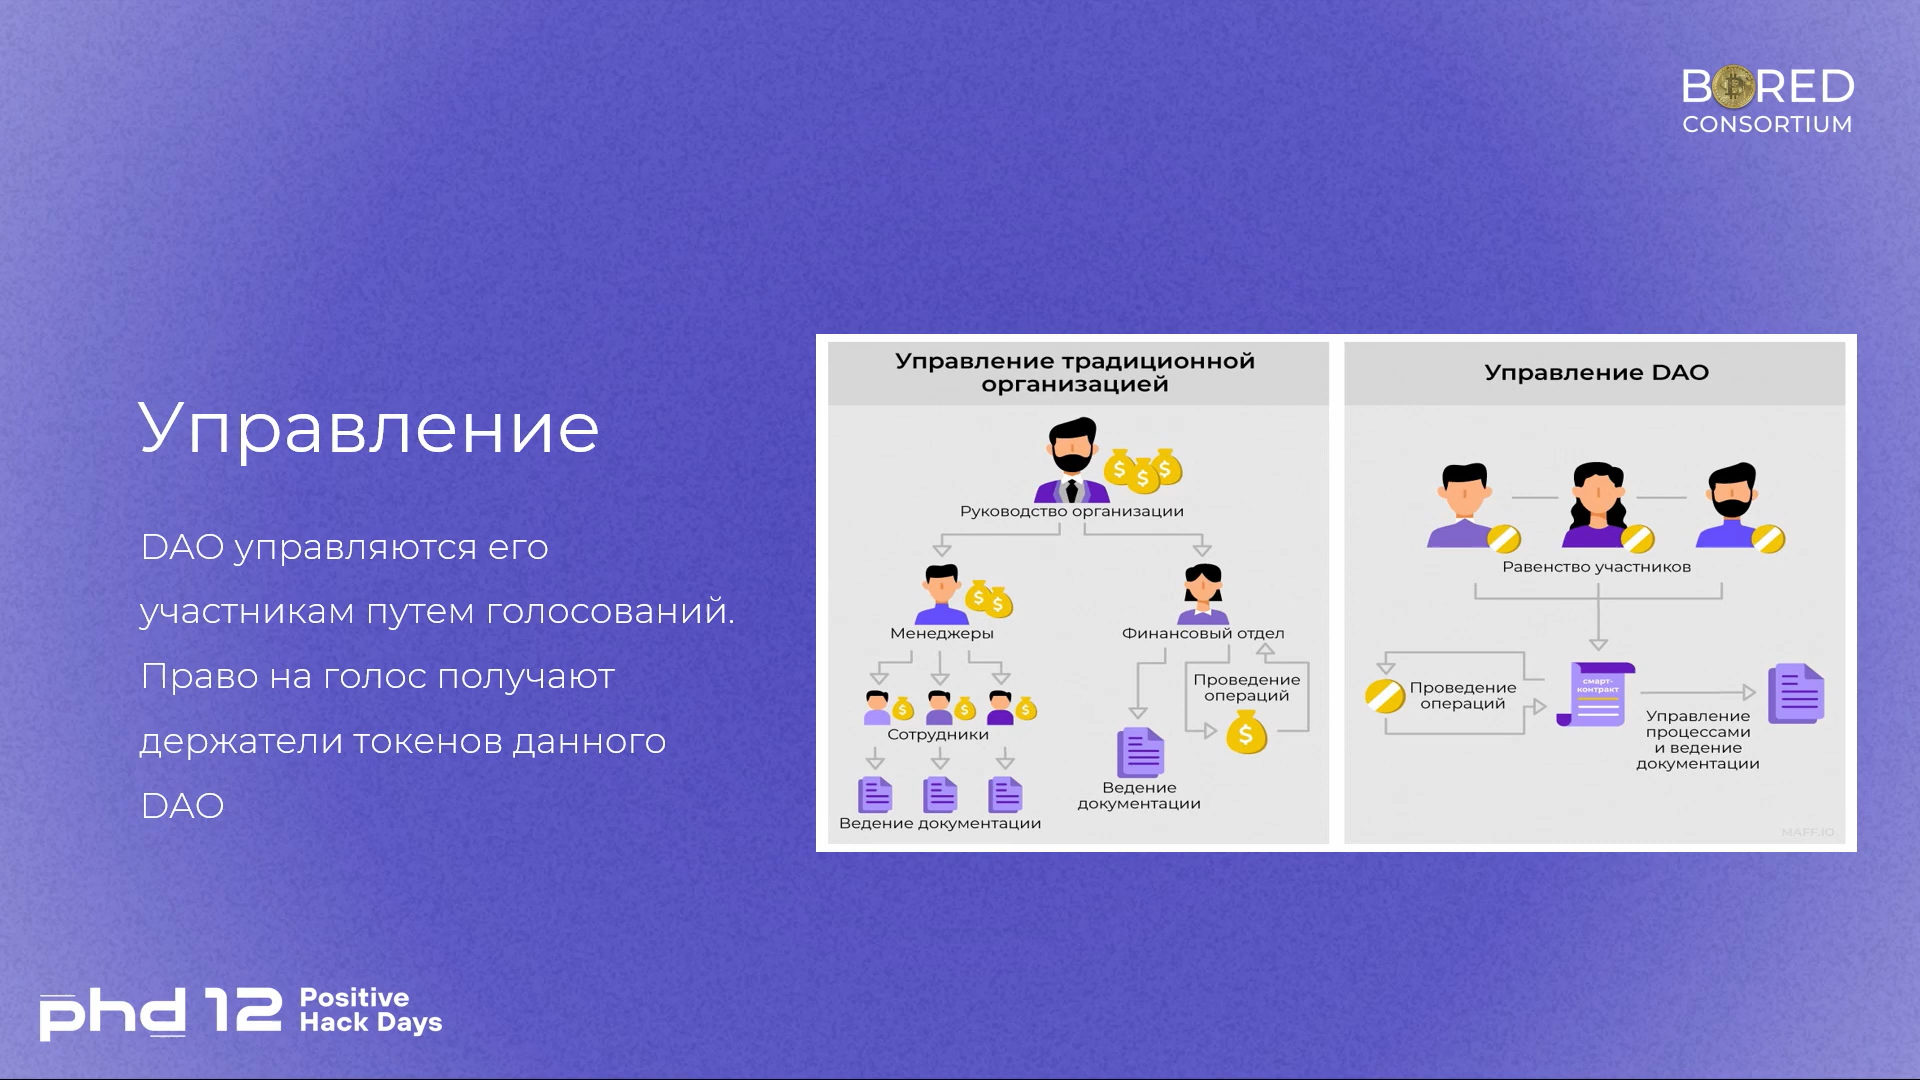 BORED
CONSORTIUM
Управление
DAO управляются его
участникам путем голосований.
Право на голос получают
держатели токенов данного
DAO
Управление традиционной
организацией
Руководство организации
Менеджеры
Финансовый отдел
Сотрудники
Проведение
операций
Ведение документации
Ведение
документации
Управление DAO
Равенство участников
Проведение
операций
смарт-
контракт
Управление
процессами
и ведение
документации
MAFF.IO
phd 12
Positive
Hack Days